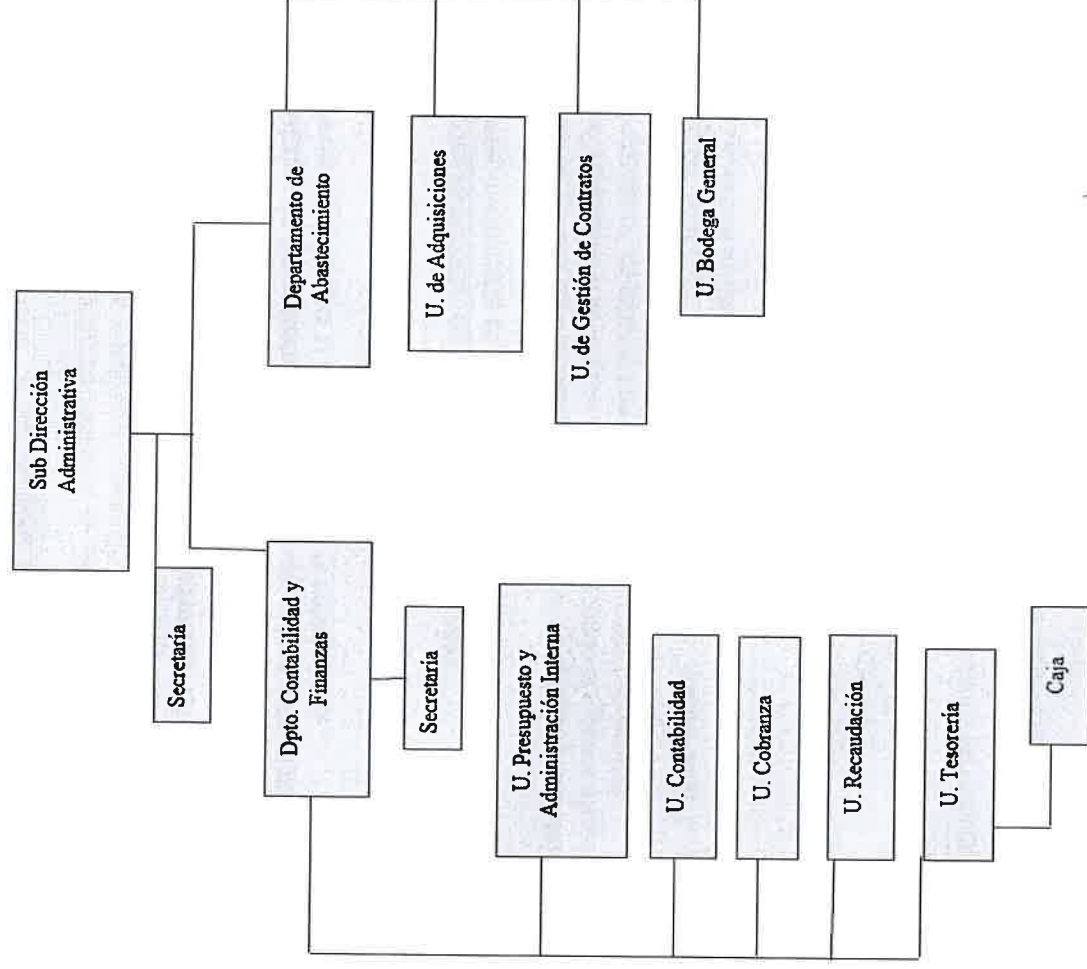 Sub Dirección
Administrativa
Secretaría
Dpto. Contabilidad y
Finanzas
Secretaria
U. Presupuesto y
Administración Interna
U. Contabilidad
U. Cobranza
U. Recaudación
U. Tesorería
Caja
Departamento de
Abastecimiento
U. de Adquisiciones
U. de Gestión de Contratos
U. Bodega General